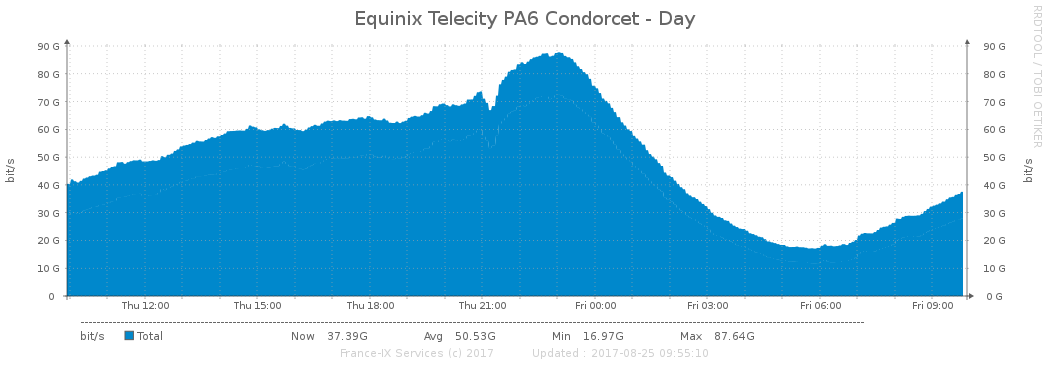 Equinix Telecity PA6 Condorcet - Day
RRDTOOL / TOBI OETIKER
90 G 90 G
80 G 80 G
70 G 70 G
60 G 60 G
50 G 50 G
40 G 40 G
30 G 30 G
20 G 20 G
10 G 10 G
0 0 G
bit/s bit/s
Thu 12:00 Thu 15:00 Thu 18:00 Thu 21:00 Fri 00:00 Fri 03:00 Fri 06:00 Fri 09:00
bit/s Total Now 37.39G Avg 50.53G Min 16.97G Max 87.64G
France-IX Services (c) 2017 Updated : 2017-08-25 09:55:10